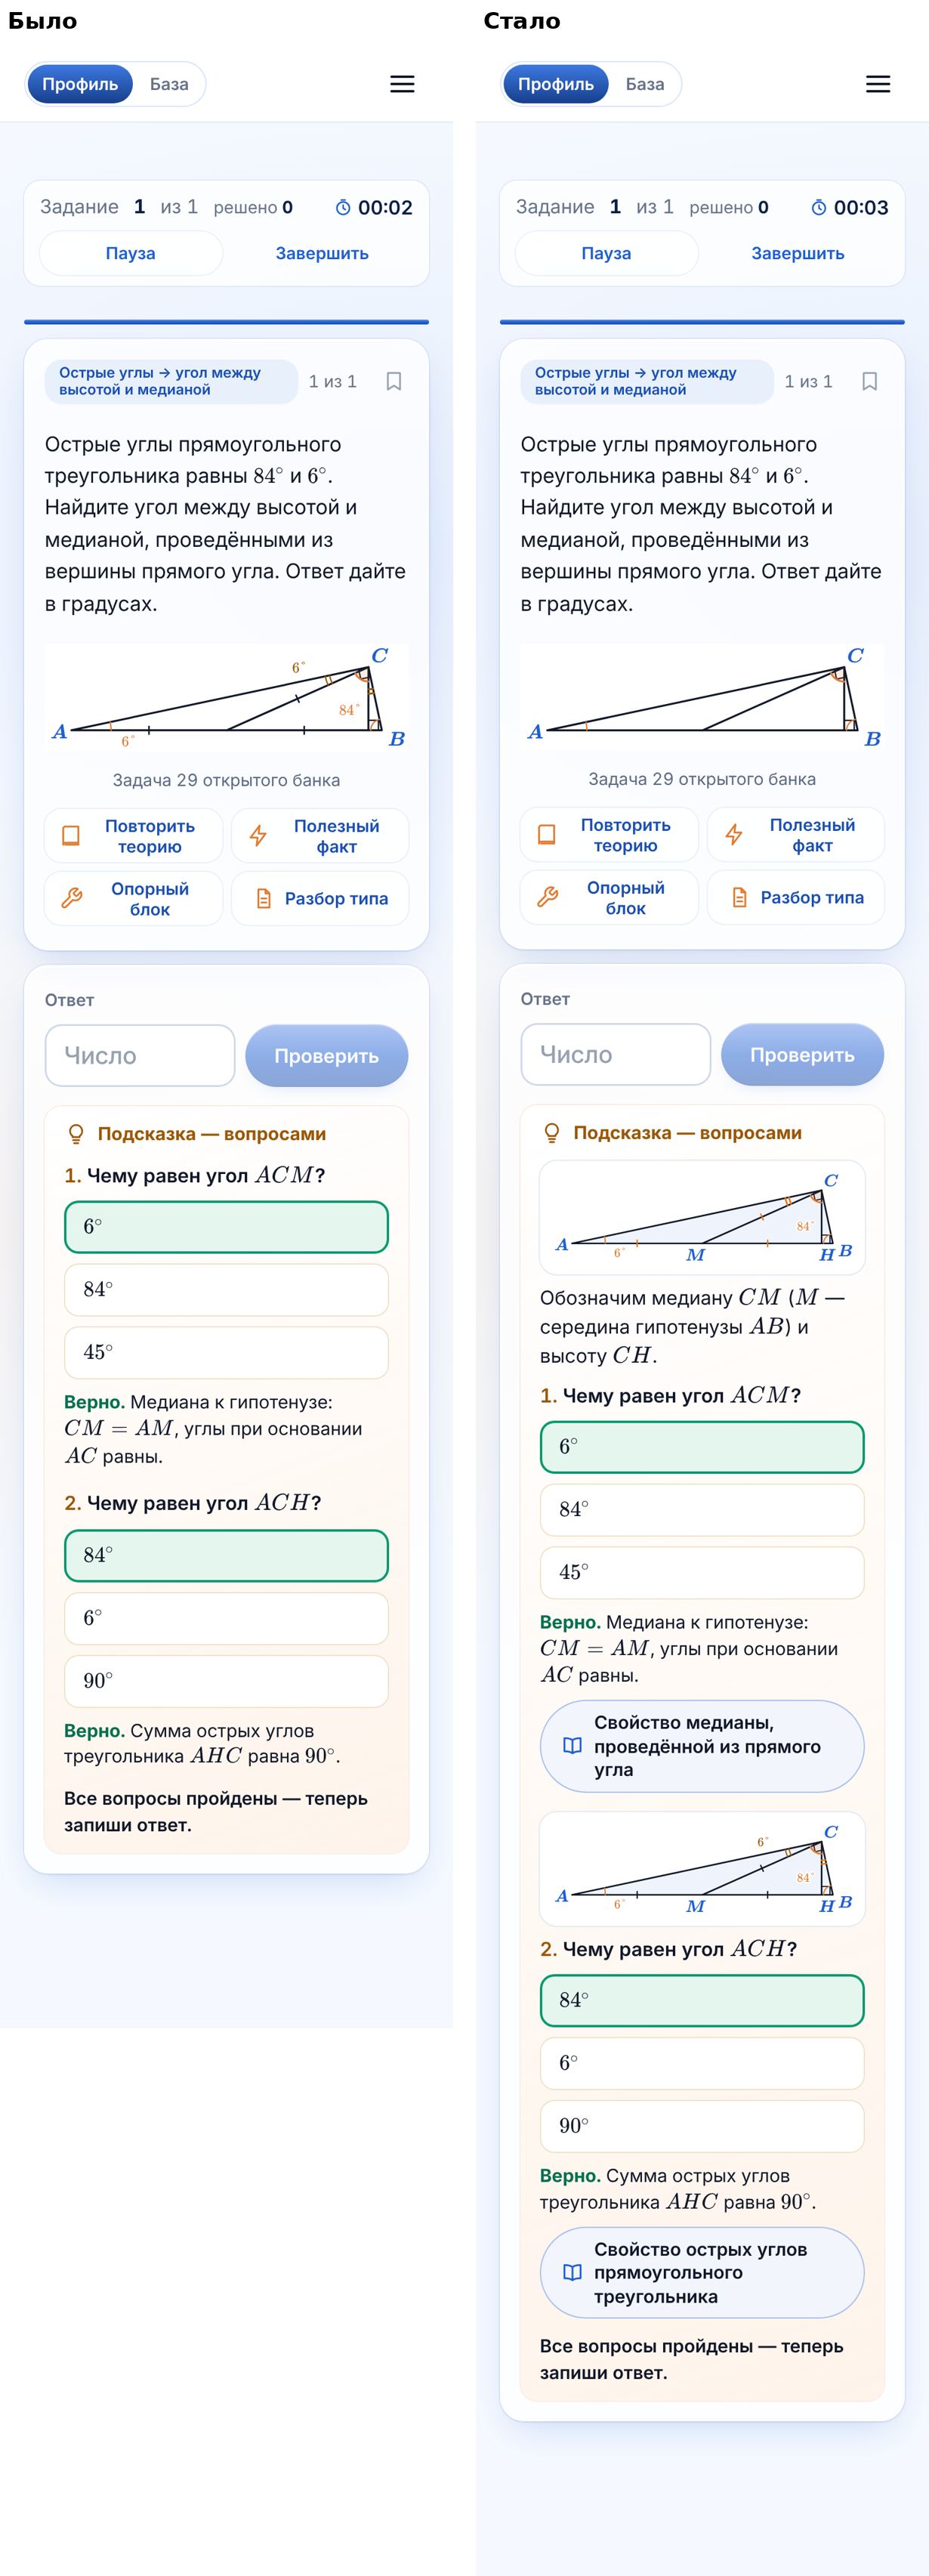 Было
Профиль База
Задание 1 из 1 решено 0 00:02
Пауза Завершить
Острые углы → угол между
высотой и медианой
1 из 1
Острые углы прямоугольного
треугольника равны 84° и 6°.
Найдите угол между высотой и
медианой, проведёнными из
вершины прямого угла. Ответ дайте
в градусах.
C
6°
84°
A
6°
B
Задача 29 открытого банка
Повторить
теорию
Полезный
факт
Опорный
блок
Разбор типа
Ответ
Число Проверить
Подсказка — вопросами
1. Чему равен угол ACM?
6°
84°
45°
Верно. Медиана к гипотенузе:
CM = AM, углы при основании
AC равны.
2. Чему равен угол ACH?
84°
6°
90°
Верно. Сумма острых углов
треугольника AHC равна 90°.
Все вопросы пройдены — теперь
запиши ответ.
Стало
Профиль База
Задание 1 из 1 решено 0 00:03
Пауза Завершить
Острые углы → угол между
высотой и медианой
1 из 1
Острые углы прямоугольного
треугольника равны 84° и 6°.
Найдите угол между высотой и
медианой, проведёнными из
вершины прямого угла. Ответ дайте
в градусах.
C
A
B
Задача 29 открытого банка
Повторить
теорию
Полезный
факт
Опорный
блок
Разбор типа
Ответ
Число Проверить
Подсказка — вопросами
C
84°
A
6°
M
H B
Обозначим медиану CM (M —
середина гипотенузы AB) и
высоту CH.
1. Чему равен угол ACM?
6°
84°
45°
Верно. Медиана к гипотенузе:
CM = AM, углы при основании
AC равны.
Свойство медианы,
проведённой из прямого
угла
C
6°
84°
A
6°
M
H B
2. Чему равен угол ACH?
84°
6°
90°
Верно. Сумма острых углов
треугольника AHC равна 90°.
Свойство острых углов
прямоугольного
треугольника
Все вопросы пройдены — теперь
запиши ответ.